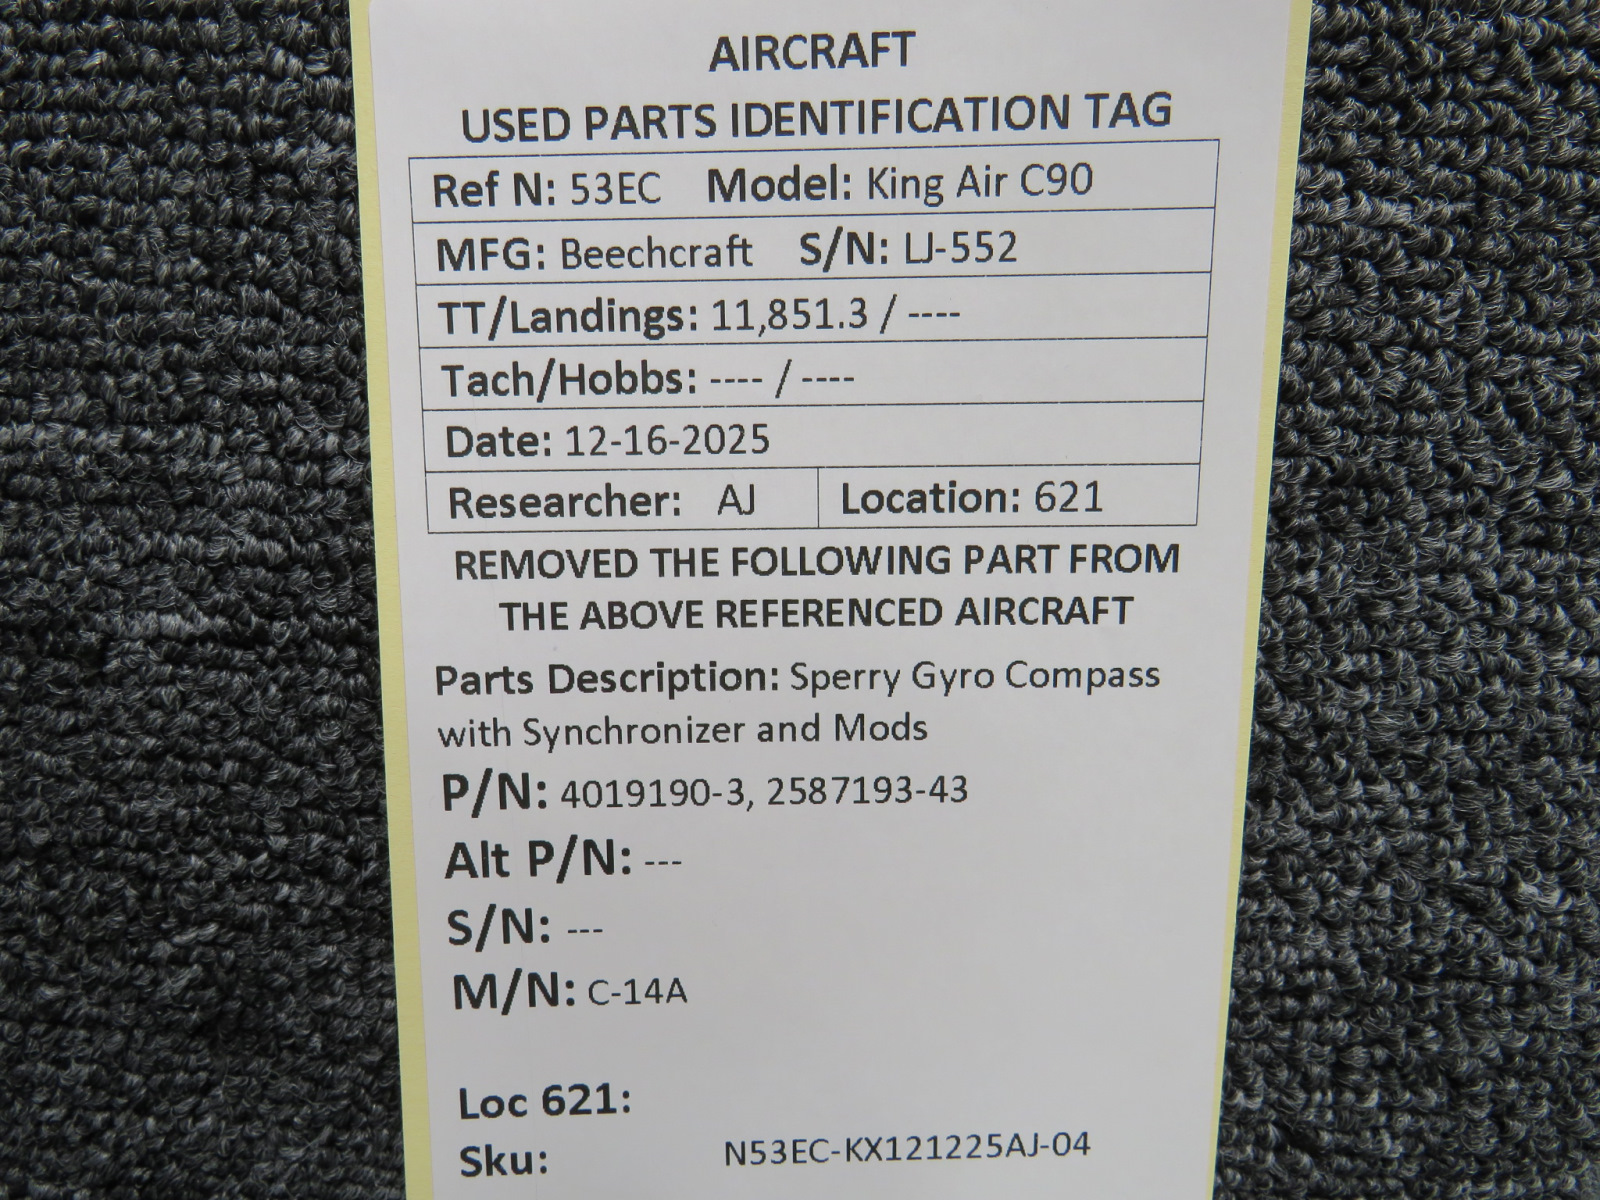 AIRCRAFT
USED PARTS IDENTIFICATION TAG
Ref N: 53EC Model: King Air C90
MFG: Beechcraft S/N: LJ-552
TT/Landings: 11,851.3 / ----
Tach/Hobbs: ---- / ----
Date: 12-16-2025
Researcher: AJ Location: 621
REMOVED THE FOLLOWING PART FROM
THE ABOVE REFERENCED AIRCRAFT
Parts Description: Sperry Gyro Compass
with Synchronizer and Mods
P/N: 4019190-3, 2587193-43
Alt P/N: ---
S/N: ---
M/N: C-14A
Loc 621:
Sku: N53EC-KX121225AJ-04